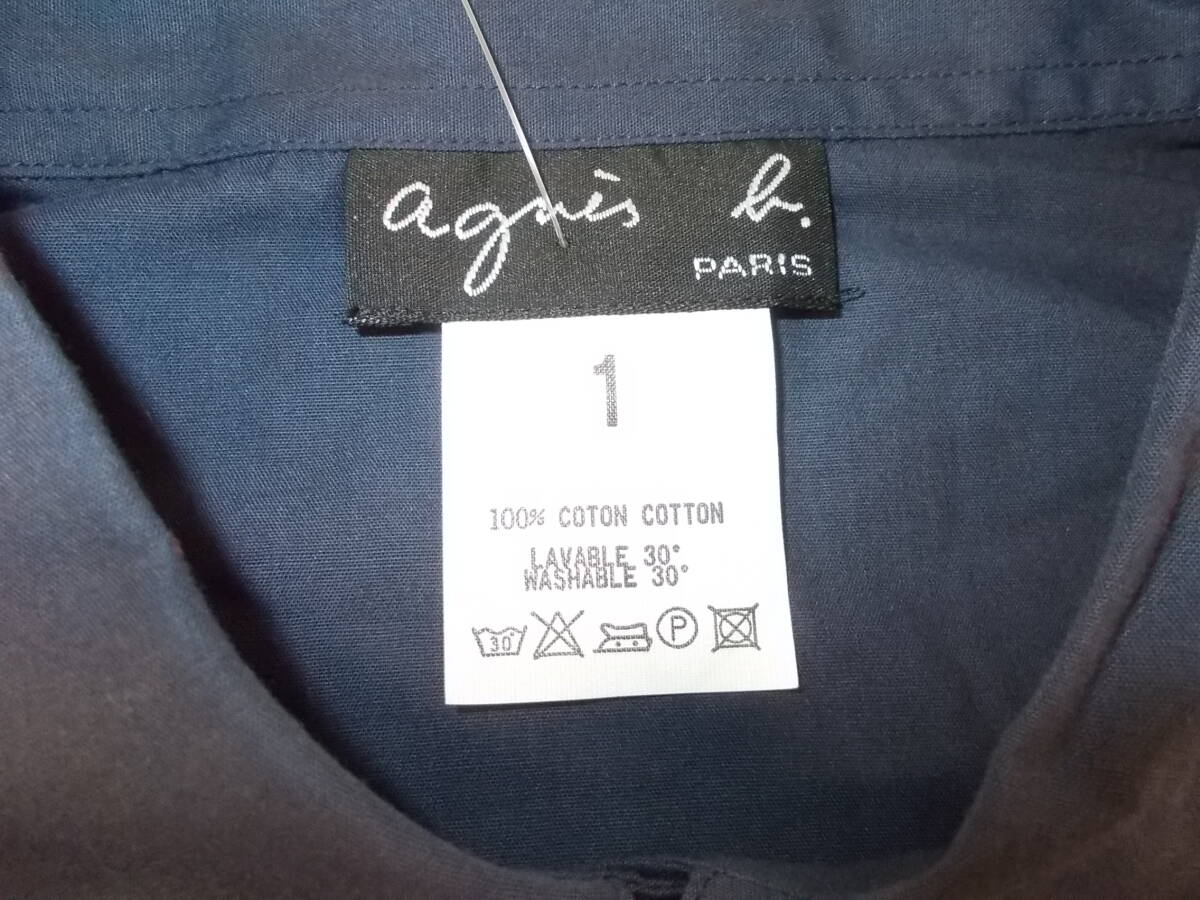 agnès b.
PARIS
1
100% COTON COTTON
LAVABLE 30°
WASHABLE 30°
30° P